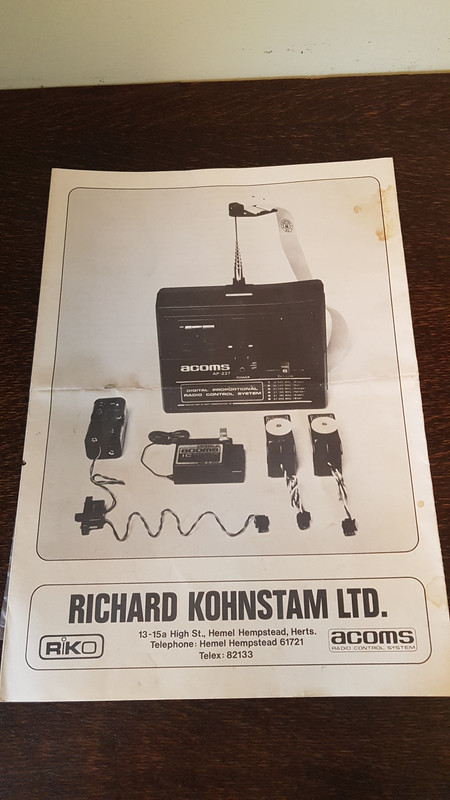 acoms
AP-227
DIGITAL PROPORTIONAL
RADIO CONTROL SYSTEM
acoms
RICHARD KOHNSTAM LTD.
RiKO
13-15a High St., Hemel Hempstead, Herts.
Telephone: Hemel Hempstead 61721
Telex: 82133
acoms
RADIO CONTROL SYSTEM